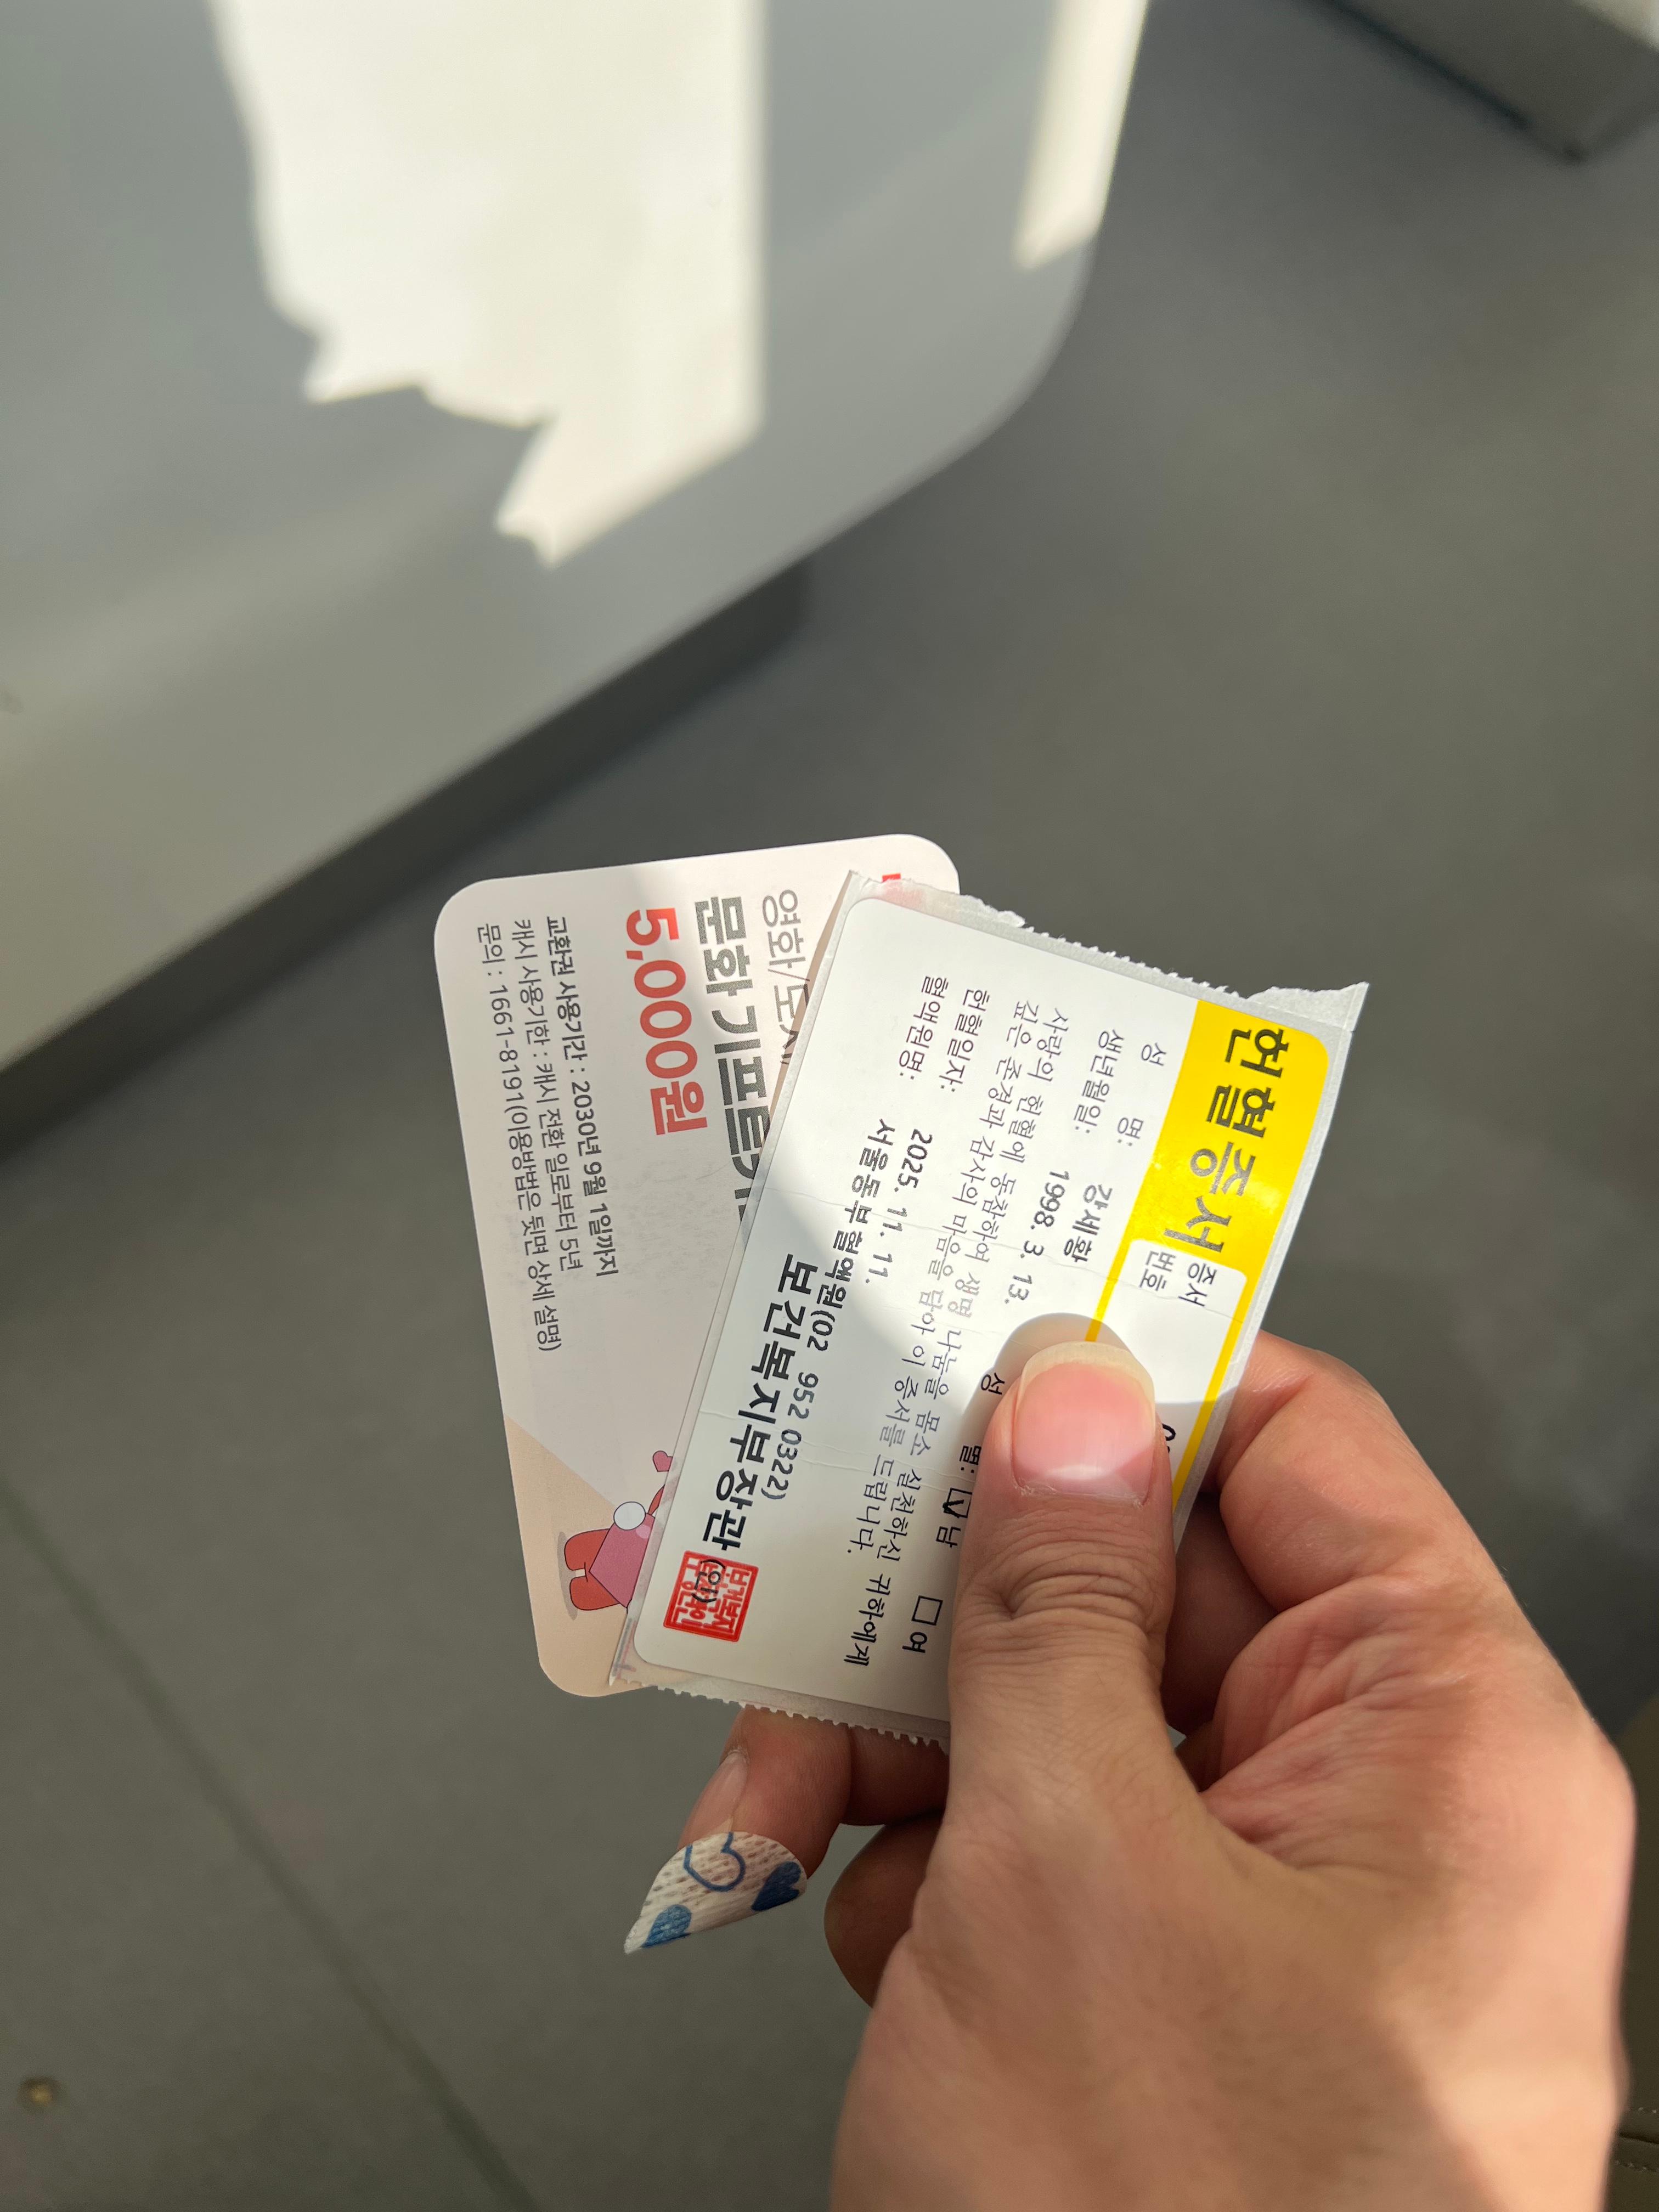 헌혈증서
증서
번호
성 명: 강세황
생년월일: 1998. 3. 13.
성 별: 남 여
사랑의 헌혈에 동참하여 생명 나눔을 몸소 실천하신 귀하에게
깊은 존경과 감사의 마음을 담아 이 증서를 드립니다.
헌혈일자: 2025. 11. 11.
혈액원명: 서울동부혈액원(02 952 0322)
보건복지부장관 (인)
영화/도서
문화기프트카
5,000원
교환권 사용기간 : 2030년 9월 1일까지
캐시 사용기한 : 캐시 전환 일로부터 5년
문의 : 1661-8191(이용방법은 뒷면 상세 설명)